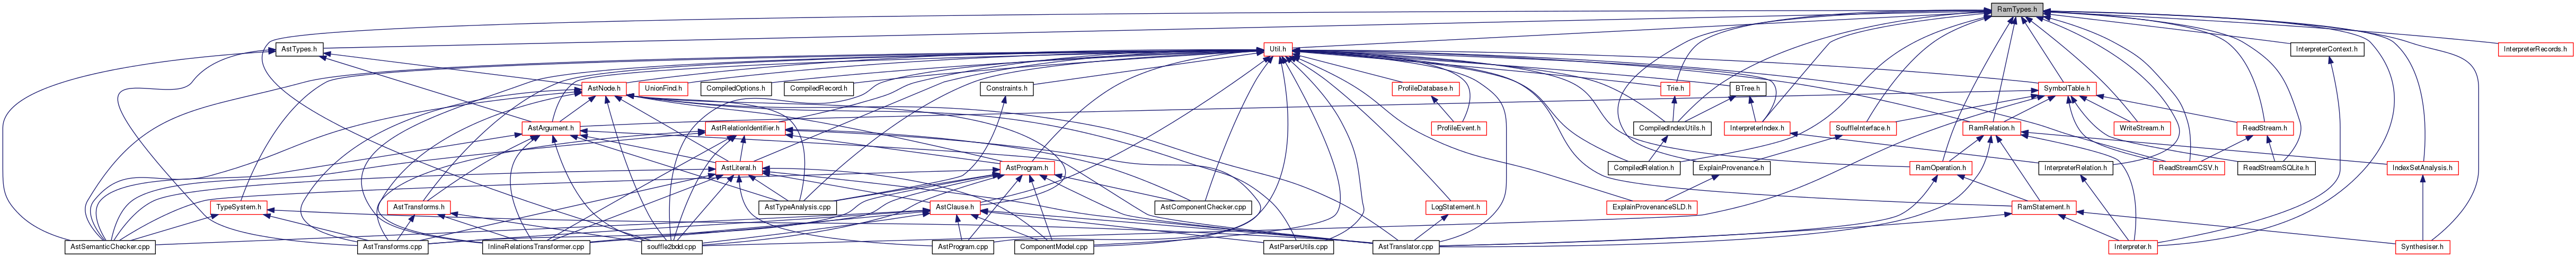 RamTypes.h
AstTypes.h
Util.h
InterpreterContext.h
InterpreterRecords.h
AstNode.h
UnionFind.h
CompiledOptions.h
CompiledRecord.h
Constraints.h
ProfileDatabase.h
Trie.h
BTree.h
SymbolTable.h
AstArgument.h
AstRelationIdentifier.h
ProfileEvent.h
CompiledIndexUtils.h
InterpreterIndex.h
SouffleInterface.h
RamRelation.h
WriteStream.h
ReadStream.h
AstLiteral.h
AstProgram.h
CompiledRelation.h
ExplainProvenance.h
RamOperation.h
InterpreterRelation.h
ReadStreamCSV.h
ReadStreamSQLite.h
IndexSetAnalysis.h
TypeSystem.h
AstTransforms.h
AstTypeAnalysis.cpp
AstClause.h
AstComponentChecker.cpp
LogStatement.h
ExplainProvenanceSLD.h
RamStatement.h
AstSemanticChecker.cpp
AstTransforms.cpp
InlineRelationsTransformer.cpp
souffle2bdd.cpp
AstProgram.cpp
ComponentModel.cpp
AstParserUtils.cpp
AstTranslator.cpp
Interpreter.h
Synthesiser.h